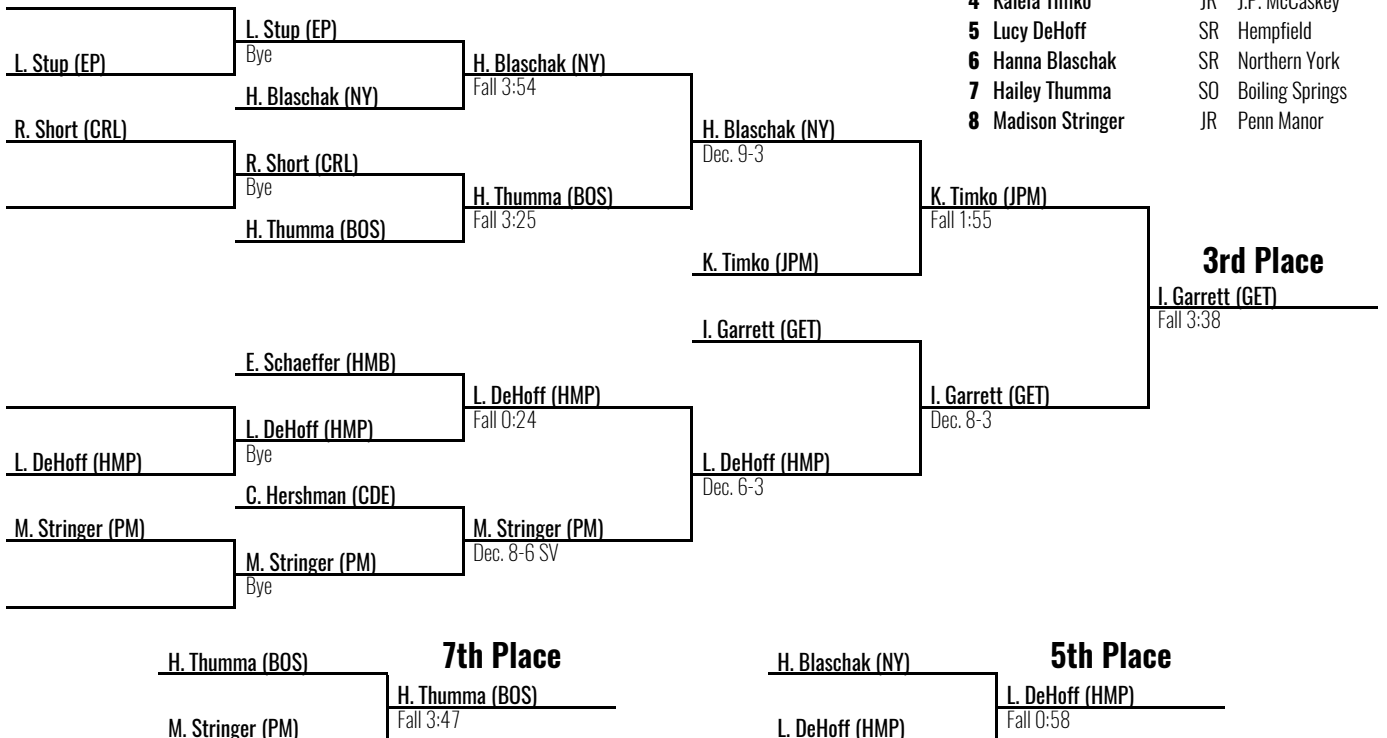 4 Kaleia Timko JR J.P. McCaskey
5 Lucy DeHoff SR Hempfield
6 Hanna Blaschak SR Northern York
7 Hailey Thumma SO Boiling Springs
8 Madison Stringer JR Penn Manor
L. Stup (EP)
L. Stup (EP)
Bye
H. Blaschak (NY)
H. Blaschak (NY)
Fall 3:54
R. Short (CRL)
R. Short (CRL)
Bye
H. Thumma (BOS)
H. Thumma (BOS)
Fall 3:25
H. Blaschak (NY)
Dec. 9-3
K. Timko (JPM)
K. Timko (JPM)
Fall 1:55
3rd Place
I. Garrett (GET)
Fall 3:38
I. Garrett (GET)
I. Garrett (GET)
Dec. 8-3
E. Schaeffer (HMB)
L. DeHoff (HMP)
L. DeHoff (HMP)
Bye
L. DeHoff (HMP)
Fall 0:24
L. DeHoff (HMP)
Dec. 6-3
C. Hershman (CDE)
M. Stringer (PM)
M. Stringer (PM)
Bye
M. Stringer (PM)
Dec. 8-6 SV
7th Place
H. Thumma (BOS)
H. Thumma (BOS)
Fall 3:47
M. Stringer (PM)
5th Place
H. Blaschak (NY)
L. DeHoff (HMP)
Fall 0:58
L. DeHoff (HMP)